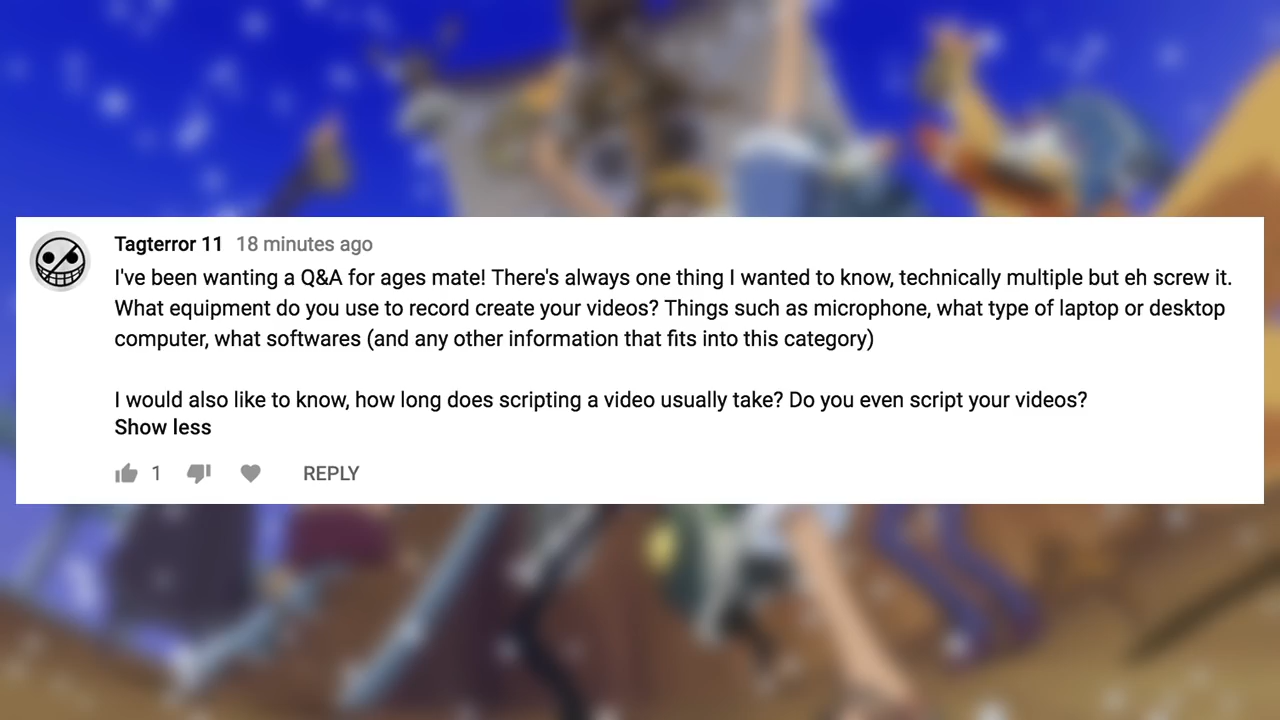 Tagterror 11 18 minutes ago
I've been wanting a Q&A for ages mate! There's always one thing I wanted to know, technically multiple but eh screw it.
What equipment do you use to record create your videos? Things such as microphone, what type of laptop or desktop
computer, what softwares (and any other information that fits into this category)
I would also like to know, how long does scripting a video usually take? Do you even script your videos?
Show less
1 REPLY